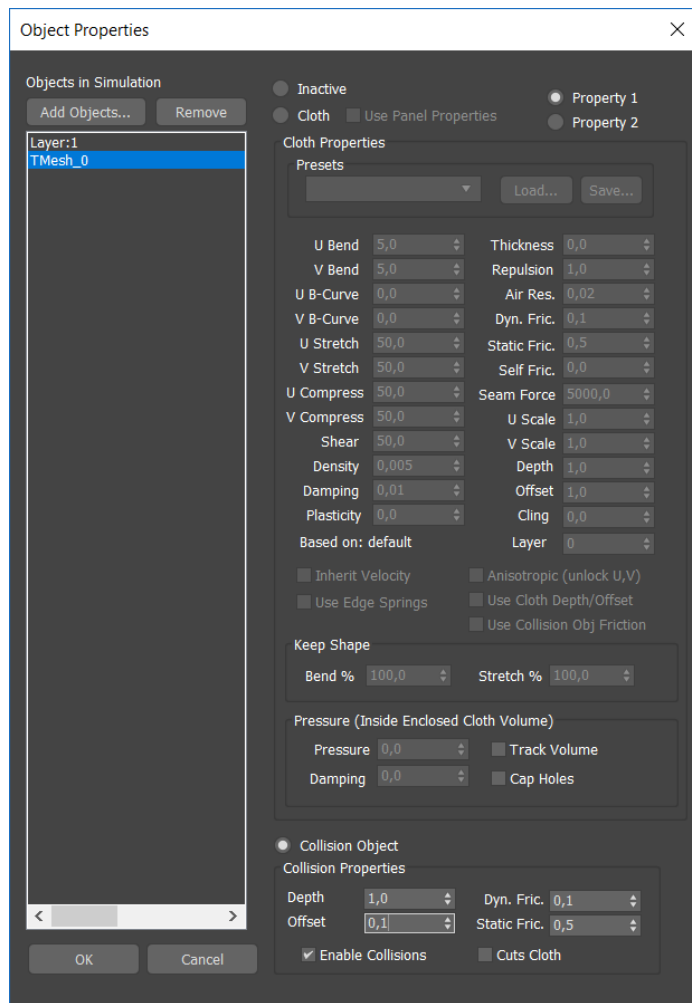 Object Properties
Objects in Simulation
Add Objects... Remove
Layer:1
TMesh_0
OK Cancel
Inactive
Cloth Use Panel Properties
Property 1
Property 2
Cloth Properties
Presets
Load... Save...
U Bend 5,0 Thickness 0,0
V Bend 5,0 Repulsion 1,0
U B-Curve 0,0 Air Res. 0,02
V B-Curve 0,0 Dyn. Fric. 0,1
U Stretch 50,0 Static Fric. 0,5
V Stretch 50,0 Self Fric. 0,0
U Compress 50,0 Seam Force 5000,0
V Compress 50,0 U Scale 1,0
Shear 50,0 V Scale 1,0
Density 0,005 Depth 1,0
Damping 0,01 Offset 1,0
Plasticity 0,0 Cling 0,0
Based on: default Layer 0
Inherit Velocity Anisotropic (unlock U,V)
Use Edge Springs Use Cloth Depth/Offset
Use Collision Obj Friction
Keep Shape
Bend % 100,0 Stretch % 100,0
Pressure (Inside Enclosed Cloth Volume)
Pressure 0,0 Track Volume
Damping 0,0 Cap Holes
Collision Object
Collision Properties
Depth 1,0 Dyn. Fric. 0,1
Offset 0,1 Static Fric. 0,5
Enable Collisions Cuts Cloth